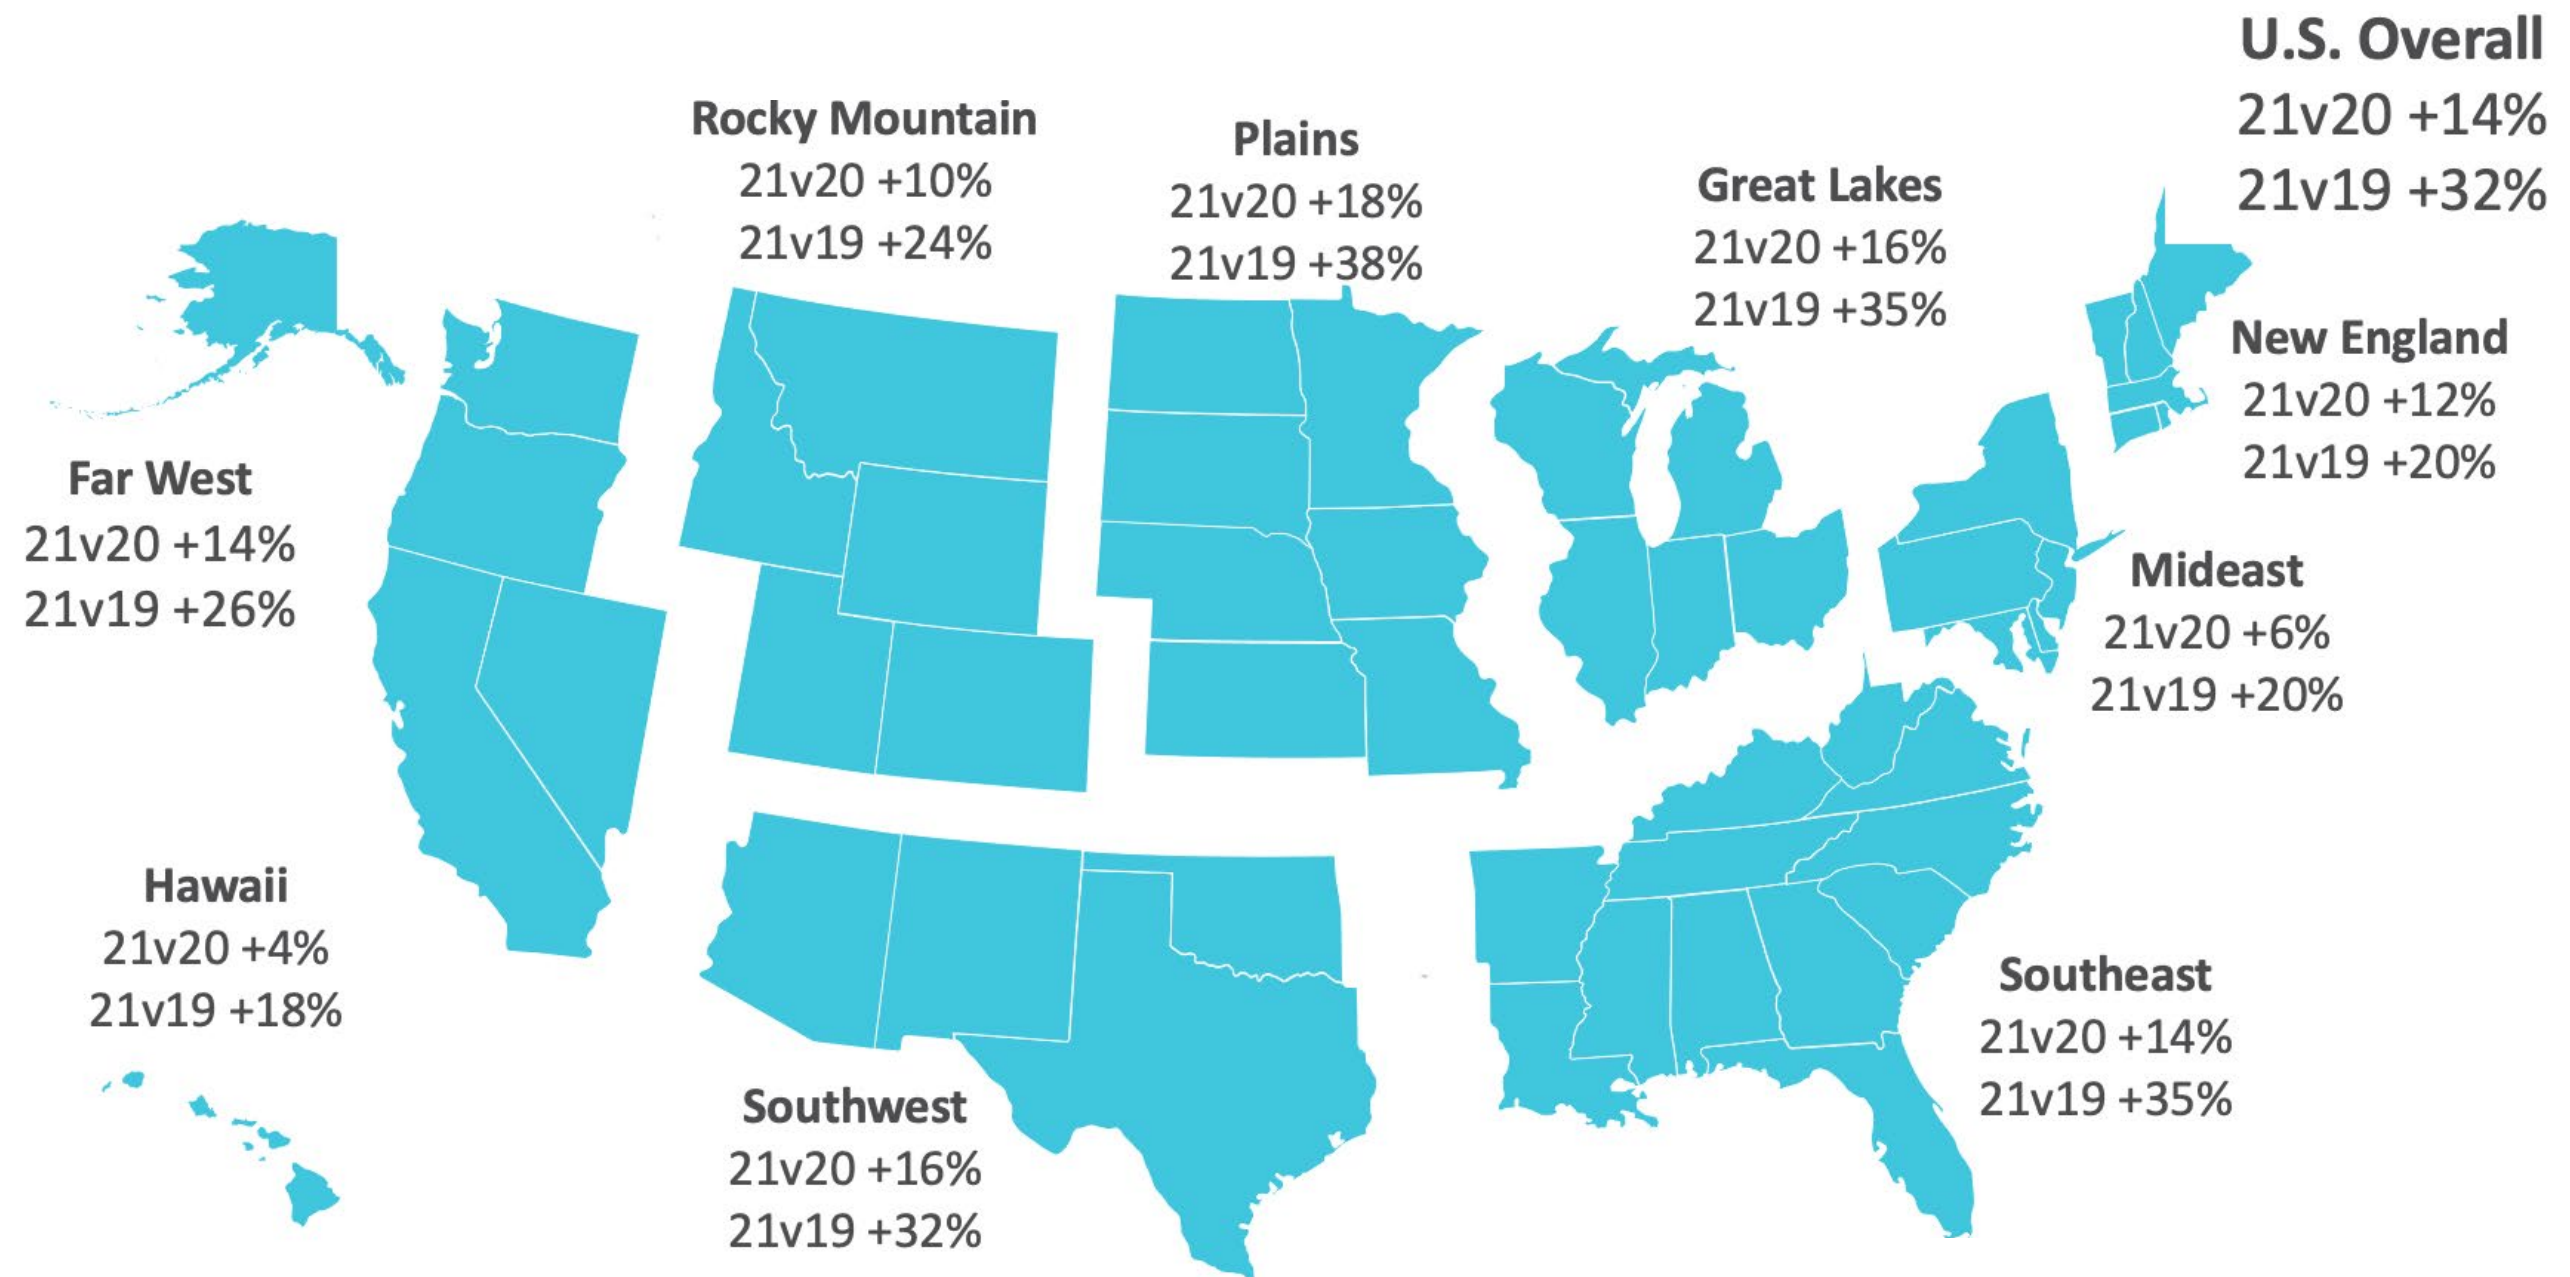 U.S. Overall
21v20 +14%
21v19 +32%
Rocky Mountain
21v20 +10%
21v19 +24%
Plains
21v20 +18%
21v19 +38%
Great Lakes
21v20 +16%
21v19 +35%
New England
21v20 +12%
21v19 +20%
Far West
21v20 +14%
21v19 +26%
Mideast
21v20 +6%
21v19 +20%
Hawaii
21v20 +4%
21v19 +18%
Southeast
21v20 +14%
21v19 +35%
Southwest
21v20 +16%
21v19 +32%